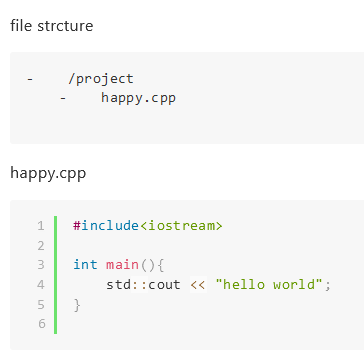 file strcture
- /project
- happy.cpp
happy.cpp
1 #include<iostream>
2
3 int main(){
4 std::cout << "hello world";
5 }
6